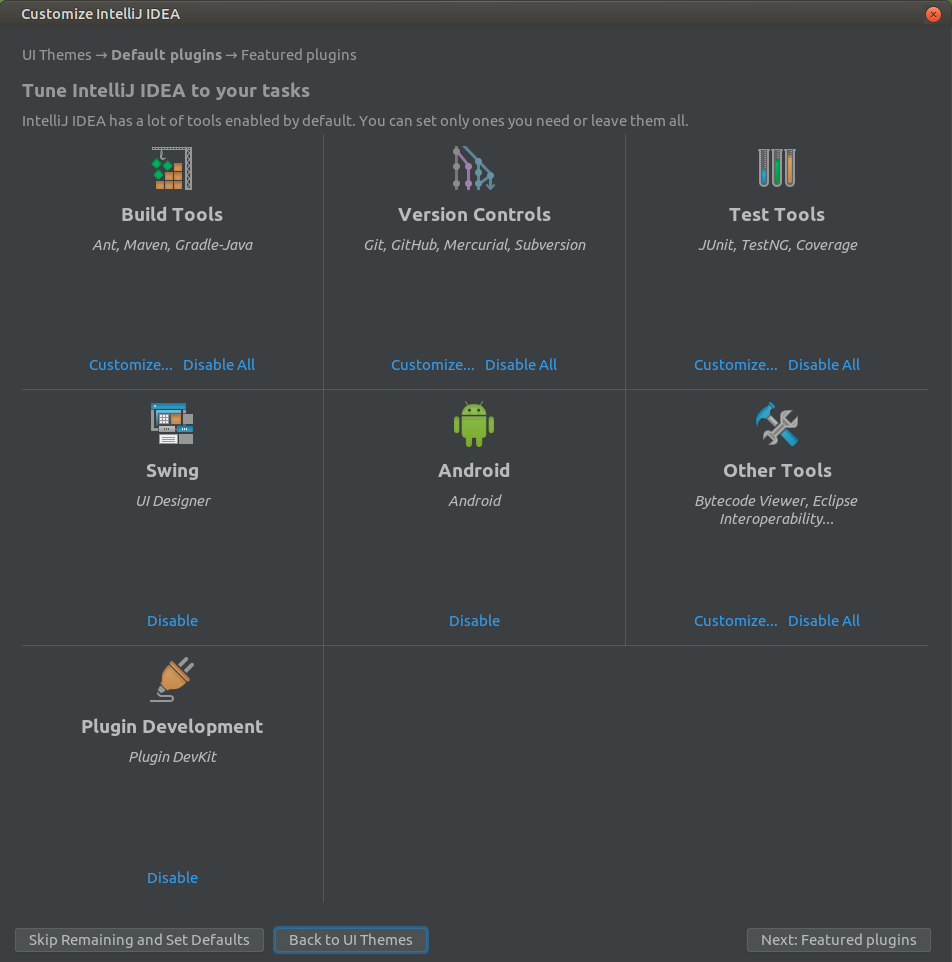 Customize IntelliJ IDEA
UI Themes → Default plugins → Featured plugins
Tune IntelliJ IDEA to your tasks
IntelliJ IDEA has a lot of tools enabled by default. You can set only ones you need or leave them all.
Build Tools
Ant, Maven, Gradle-Java
Customize... Disable All
Version Controls
Git, GitHub, Mercurial, Subversion
Customize... Disable All
Test Tools
JUnit, TestNG, Coverage
Customize... Disable All
Swing
UI Designer
Disable
Android
Android
Disable
Other Tools
Bytecode Viewer, Eclipse
Interoperability...
Customize... Disable All
Plugin Development
Plugin DevKit
Disable
Skip Remaining and Set Defaults
Back to UI Themes
Next: Featured plugins